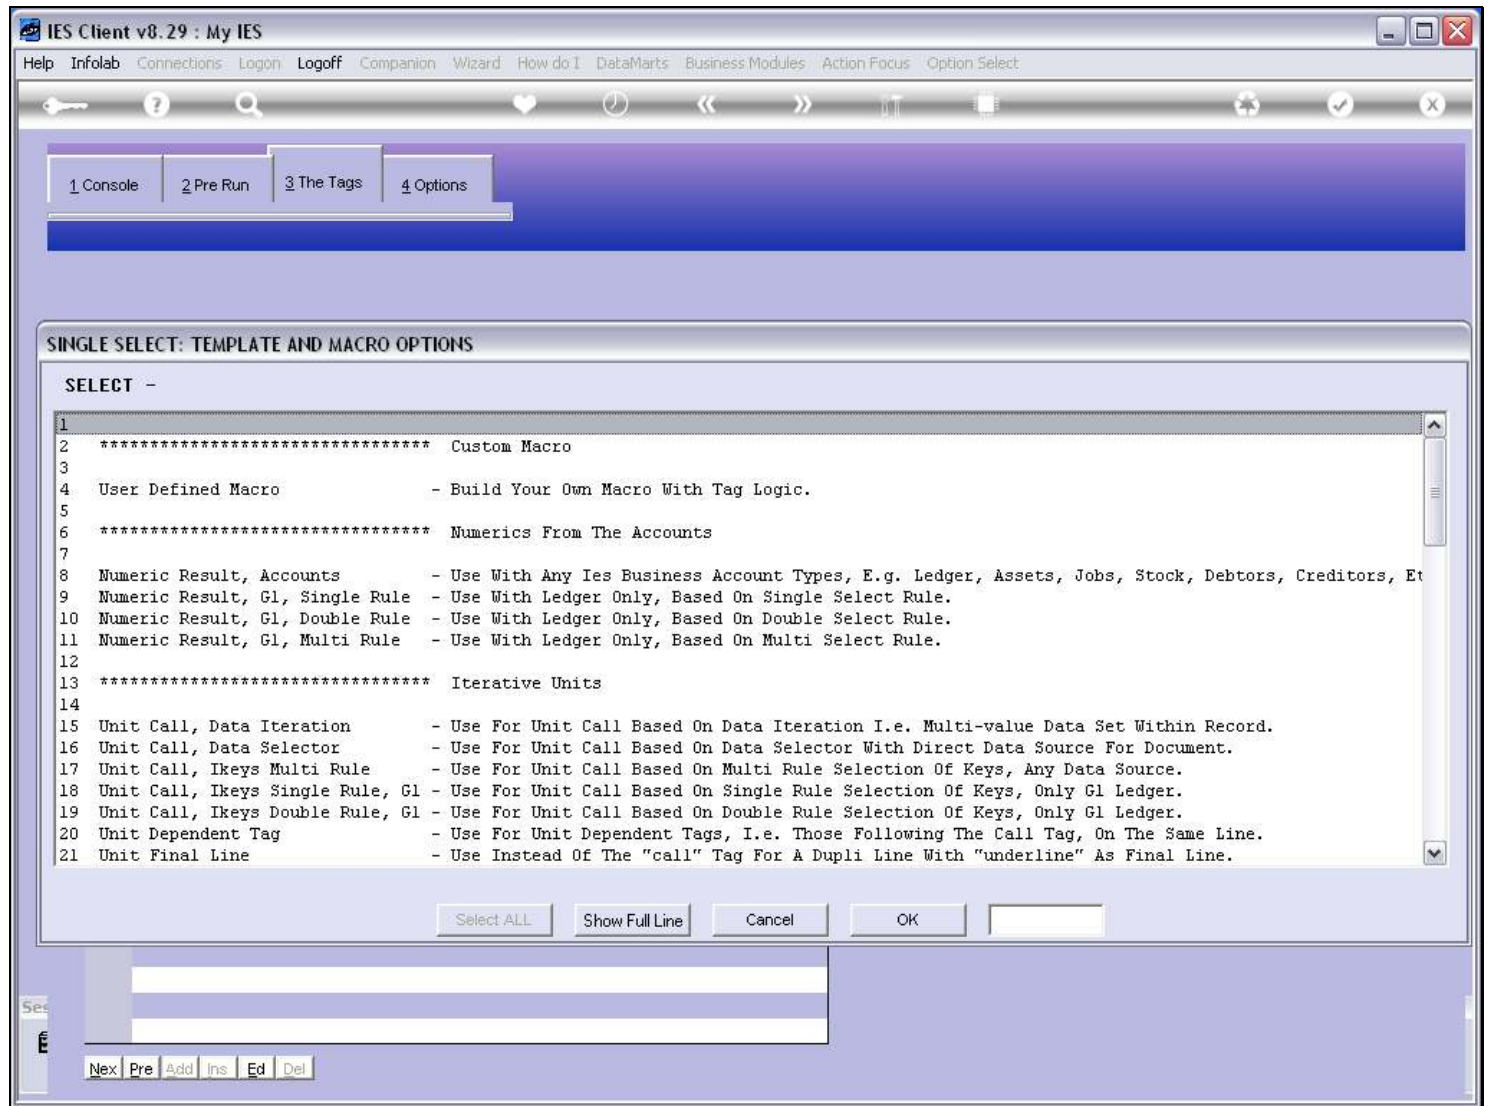 IES Client v8.29 : My IES
Help Infolab Connections Logon Logoff Companion Wizard How do I DataMarts Business Modules Action Focus Option Select
1 Console 2 Pre Run 3 The Tags 4 Options
SINGLE SELECT: TEMPLATE AND MACRO OPTIONS
SELECT -
1
2 ********************************* Custom Macro
3
4 User Defined Macro - Build Your Own Macro With Tag Logic.
5
6 ********************************* Numerics From The Accounts
7
8 Numeric Result, Accounts - Use With Any Ies Business Account Types, E.g. Ledger, Assets, Jobs, Stock, Debtors, Creditors, Et
9 Numeric Result, Gl, Single Rule - Use With Ledger Only, Based On Single Select Rule.
10 Numeric Result, Gl, Double Rule - Use With Ledger Only, Based On Double Select Rule.
11 Numeric Result, Gl, Multi Rule - Use With Ledger Only, Based On Multi Select Rule.
12
13 ********************************* Iterative Units
14
15 Unit Call, Data Iteration - Use For Unit Call Based On Data Iteration I.e. Multi-value Data Set Within Record.
16 Unit Call, Data Selector - Use For Unit Call Based On Data Selector With Direct Data Source For Document.
17 Unit Call, Ikeys Multi Rule - Use For Unit Call Based On Multi Rule Selection Of Keys, Any Data Source.
18 Unit Call, Ikeys Single Rule, Gl - Use For Unit Call Based On Single Rule Selection Of Keys, Only Gl Ledger.
19 Unit Call, Ikeys Double Rule, Gl - Use For Unit Call Based On Double Rule Selection Of Keys, Only Gl Ledger.
20 Unit Dependent Tag - Use For Unit Dependent Tags, I.e. Those Following The Call Tag, On The Same Line.
21 Unit Final Line - Use Instead Of The "call" Tag For A Dupli Line With "underline" As Final Line.
Select ALL Show Full Line Cancel OK
Ses
Nex Pre Add Ins Ed Del